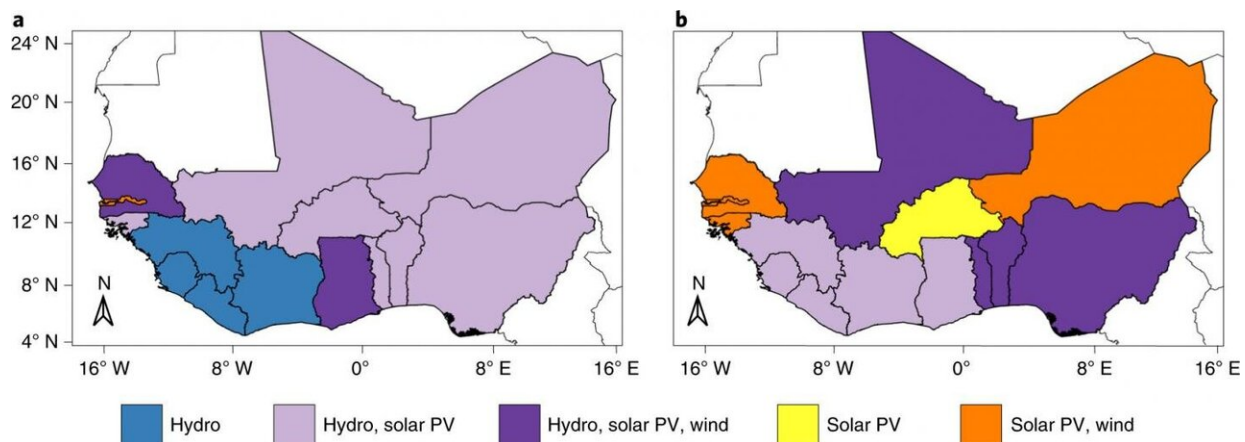 a
24° N
20° N
16° N
12° N
8° N
4° N
N
16° W
8° W
0°
8° E
16° E
b
N
16° W
8° W
0°
8° E
16° E
Hydro
Hydro, solar PV
Hydro, solar PV, wind
Solar PV
Solar PV, wind